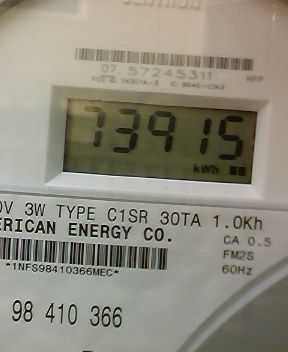 07. 57245311
73915
kWh
0V 3W TYPE C1SR 30TA 1.0Kh
ERICAN ENERGY CO.
CA 0.5
FM2S
60Hz
*1NFS98410366MEC*
98 410 366